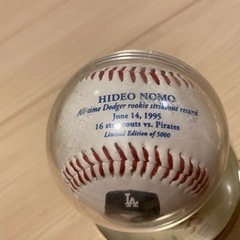 HIDEO NOMO
All-time Dodger rookie strikeout record
June 14, 1995
16 strikeouts vs. Pirates
Limited Edition of 5000
LA